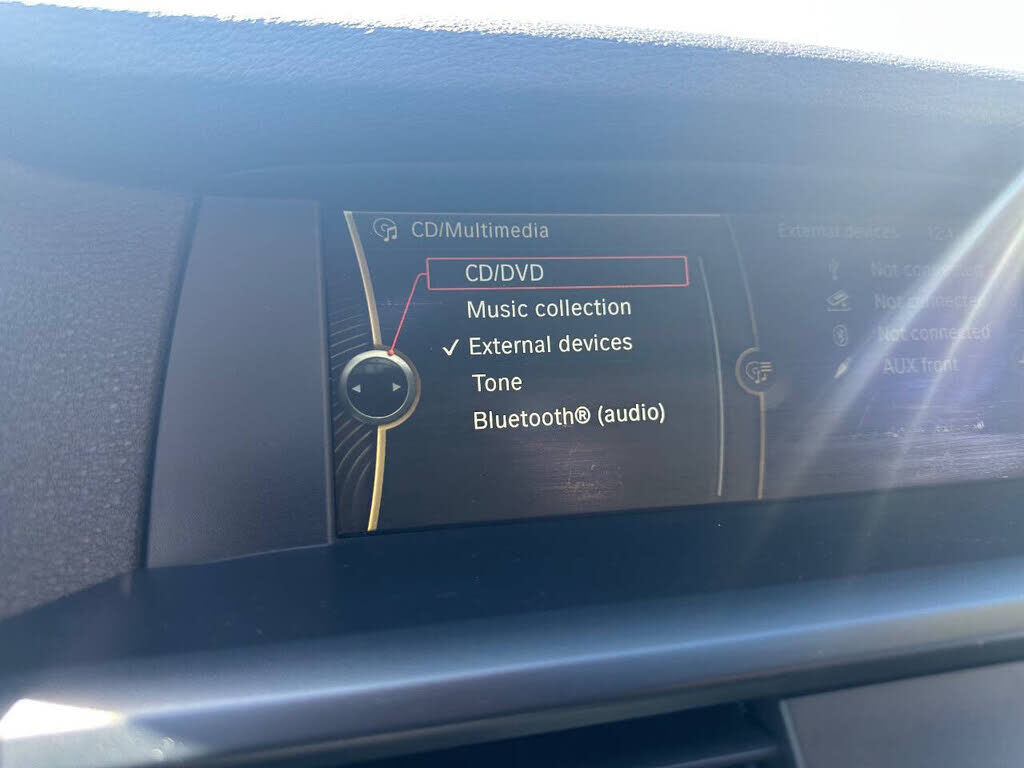 CD/Multimedia
CD/DVD
Music collection
External devices
Tone
Bluetooth® (audio)
External devices
Not connected
Not connected
Not connected
AUX front